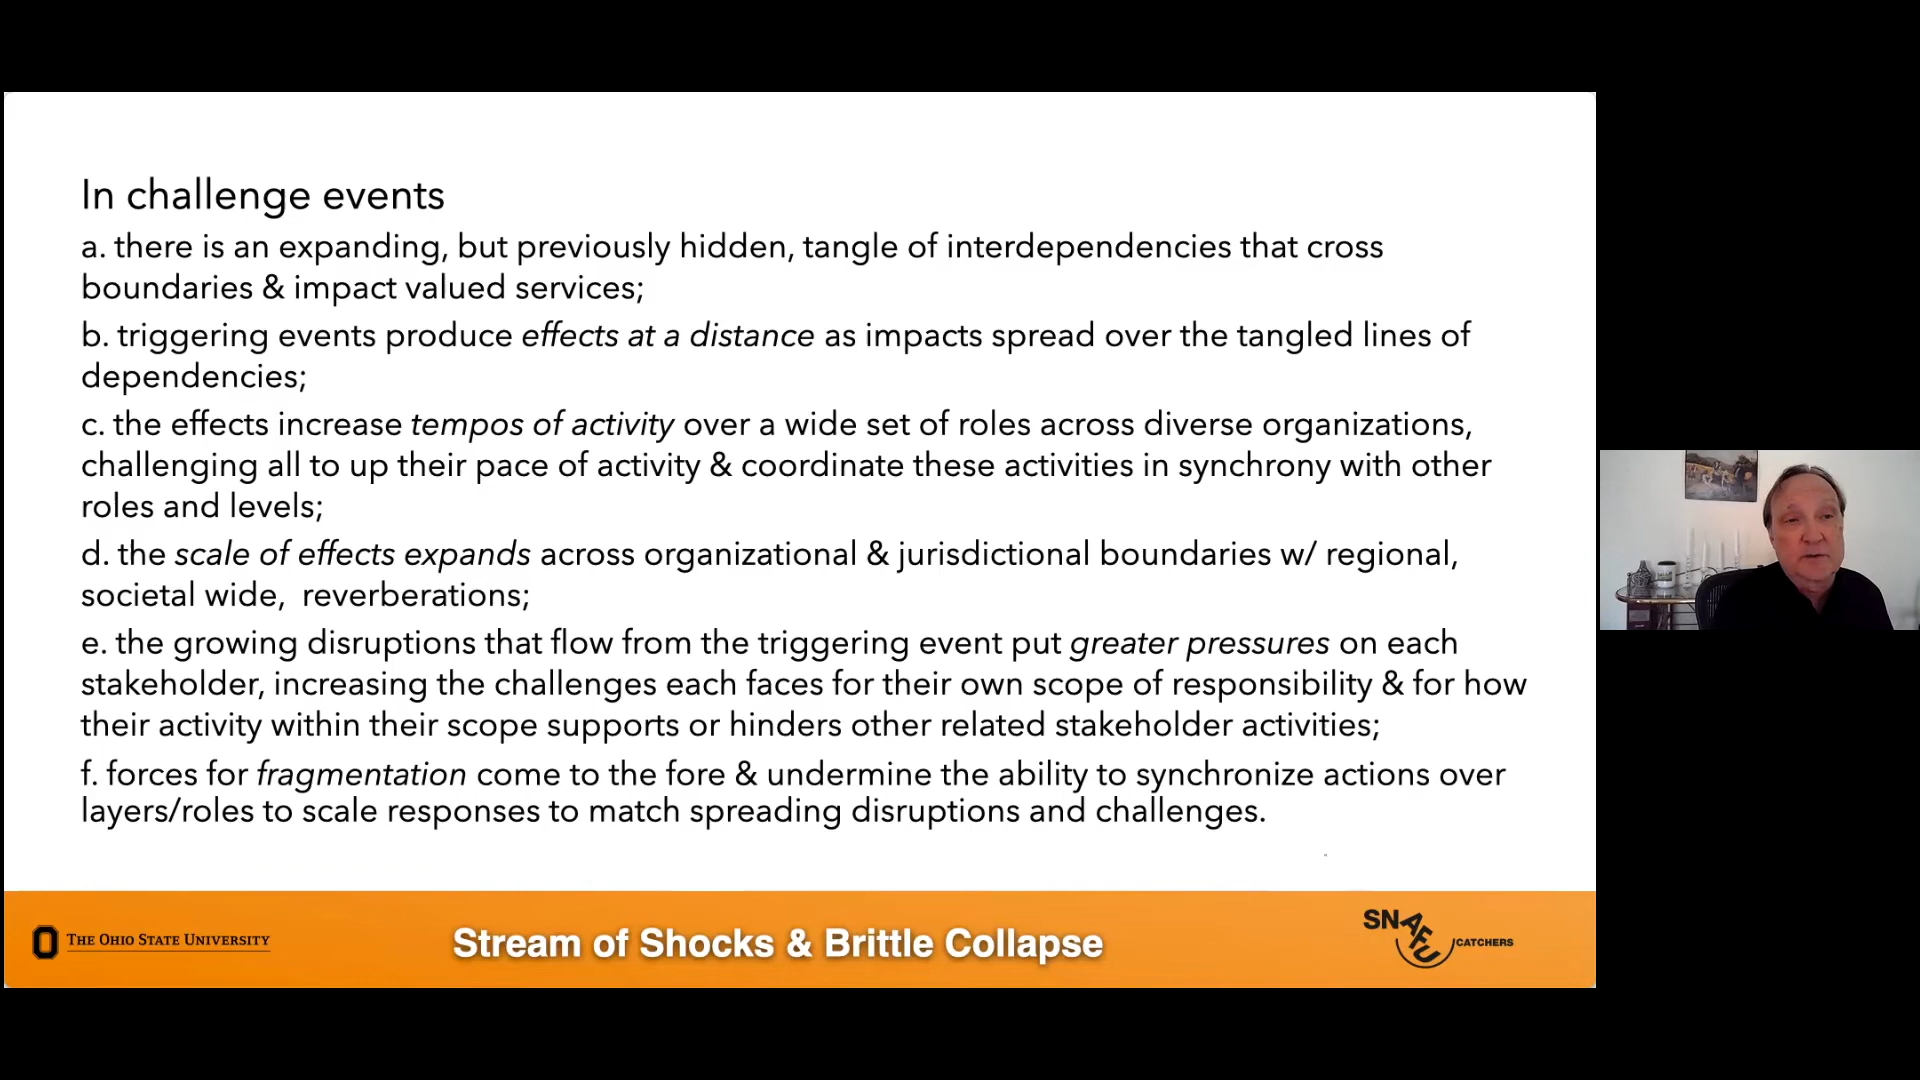 In challenge events
a. there is an expanding, but previously hidden, tangle of interdependencies that cross
boundaries & impact valued services;
b. triggering events produce effects at a distance as impacts spread over the tangled lines of
dependencies;
c. the effects increase tempos of activity over a wide set of roles across diverse organizations,
challenging all to up their pace of activity & coordinate these activities in synchrony with other
roles and levels;
d. the scale of effects expands across organizational & jurisdictional boundaries w/ regional,
societal wide,  reverberations;
e. the growing disruptions that flow from the triggering event put greater pressures on each
stakeholder, increasing the challenges each faces for their own scope of responsibility & for how
their activity within their scope supports or hinders other related stakeholder activities;
f. forces for fragmentation come to the fore & undermine the ability to synchronize actions over
layers/roles to scale responses to match spreading disruptions and challenges.
THE OHIO STATE UNIVERSITY
Stream of Shocks & Brittle Collapse
SNAFU CATCHERS